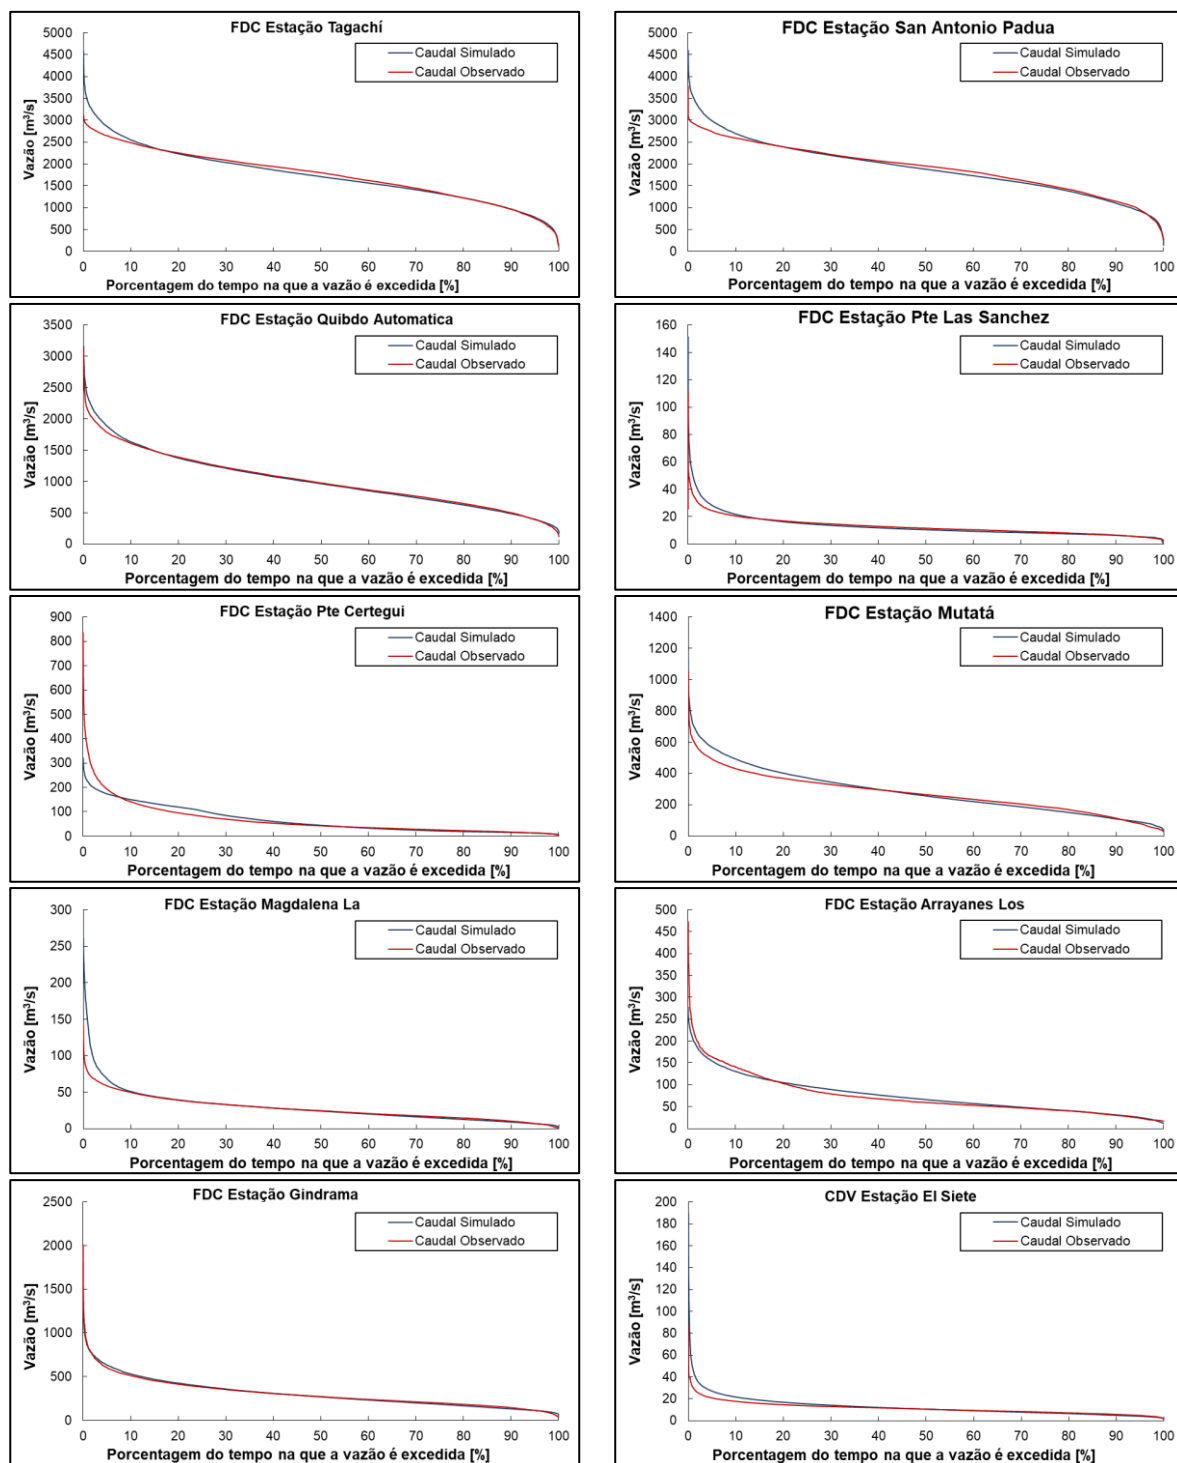 FDC Estação Tagachí
5000
4500
4000
3500
3000
2500
2000
1500
1000
500
0
Vazão [m³/s]
Caudal Simulado
Caudal Observado
0 10 20 30 40 50 60 70 80 90 100
Porcentagem do tempo na que a vazão é excedida [%]
FDC Estação San Antonio Padua
5000
4500
4000
3500
3000
2500
2000
1500
1000
500
0
Vazão [m³/s]
Caudal Simulado
Caudal Observado
0 10 20 30 40 50 60 70 80 90 100
Porcentagem do tempo na que a vazão é excedida [%]
FDC Estação Quibdo Automatica
3500
3000
2500
2000
1500
1000
500
0
Vazão [m³/s]
Caudal Simulado
Caudal Observado
0 10 20 30 40 50 60 70 80 90 100
Porcentagem do tempo na que a vazão é excedida [%]
FDC Estação Pte Las Sanchez
160
140
120
100
80
60
40
20
0
Vazão [m³/s]
Caudal Simulado
Caudal Observado
0 10 20 30 40 50 60 70 80 90 100
Porcentagem do tempo na que a vazão é excedida [%]
FDC Estação Pte Certegui
900
800
700
600
500
400
300
200
100
0
Vazão [m³/s]
Caudal Simulado
Caudal Observado
0 10 20 30 40 50 60 70 80 90 100
Porcentagem do tempo na que a vazão é excedida [%]
FDC Estação Mutatá
1400
1200
1000
800
600
400
200
0
Vazão [m³/s]
Caudal Simulado
Caudal Observado
0 10 20 30 40 50 60 70 80 90 100
Porcentagem do tempo na que a vazão é excedida [%]
FDC Estação Magdalena La
300
250
200
150
100
50
0
Vazão [m³/s]
Caudal Simulado
Caudal Observado
0 10 20 30 40 50 60 70 80 90 100
Porcentagem do tempo na que a vazão é excedida [%]
FDC Estação Arrayanes Los
500
450
400
350
300
250
200
150
100
50
0
Vazão [m³/s]
Caudal Simulado
Caudal Observado
0 10 20 30 40 50 60 70 80 90 100
Porcentagem do tempo na que a vazão é excedida [%]
FDC Estação Gindrama
2500
2000
1500
1000
500
0
Vazão [m³/s]
Caudal Simulado
Caudal Observado
0 10 20 30 40 50 60 70 80 90 100
Porcentagem do tempo na que a vazão é excedida [%]
CDV Estação El Siete
200
180
160
140
120
100
80
60
40
20
0
Vazão [m³/s]
Caudal Simulado
Caudal Observado
0 10 20 30 40 50 60 70 80 90 100
Porcentagem do tempo na que a vazão é excedida [%]